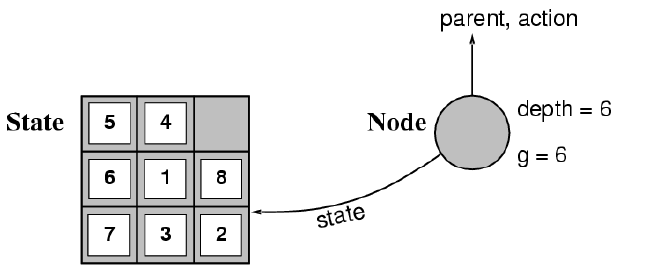 parent, action
State
5 4
Node
depth = 6
6 1 8
g = 6
7 3 2
state